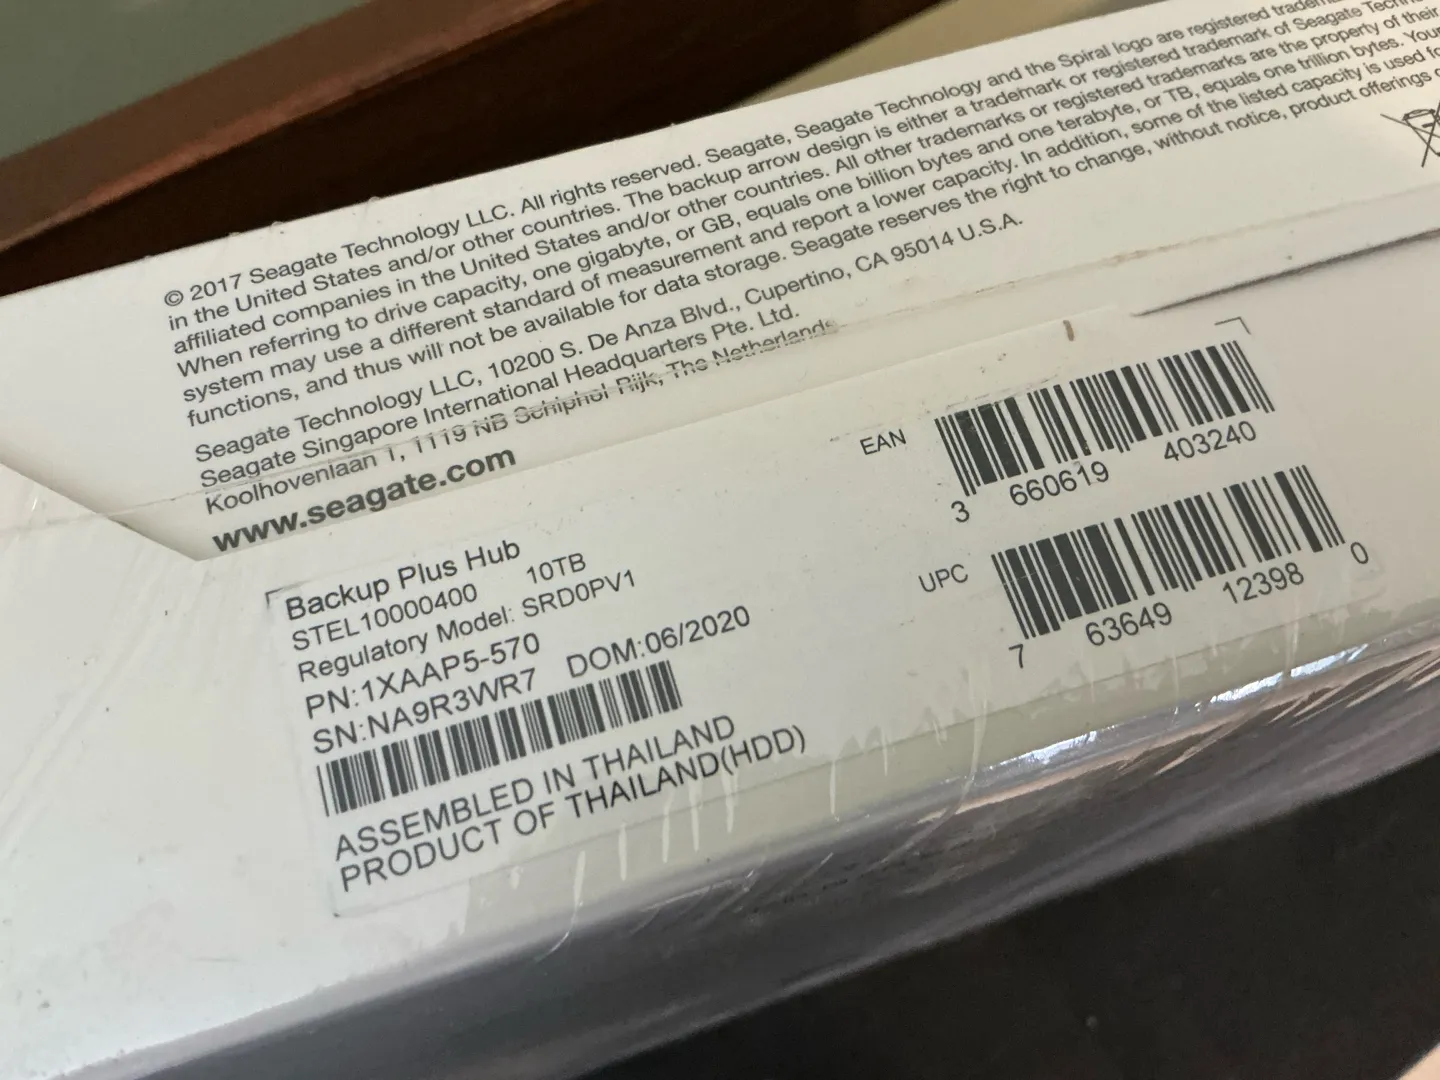 © 2017 Seagate Technology LLC. All rights reserved. Seagate, Seagate Technology and the Spiral logo are registered
in the United States and/or other countries. The backup arrow design is either a trademark or registered trademark of Seagate
affiliated companies in the United States and/or other countries. All other trademarks or registered trademarks are the property of their
When referring to drive capacity, one gigabyte, or GB, equals one billion bytes and one terabyte, or TB, equals one trillion bytes. Your
system may use a different standard of measurement and report a lower capacity. In addition, some of the listed capacity is used
functions, and thus will not be available for data storage. Seagate reserves the right to change, without notice, product offerings
Seagate Technology LLC, 10200 S. De Anza Blvd., Cupertino, CA 95014 U.S.A.
Seagate Singapore International Headquarters Pte. Ltd.
Koolhovenlaan 1, 1119 NB Schiphol Rijk, The Netherlands
www.seagate.com
Backup Plus Hub
STEL10000400 10TB
Regulatory Model: SRD0PV1
PN:1XAAP5-570
SN:NA9R3WR7 DOM:06/2020
ASSEMBLED IN THAILAND
PRODUCT OF THAILAND(HDD)
EAN
3 660619 403240
UPC
7 63649 12398 0